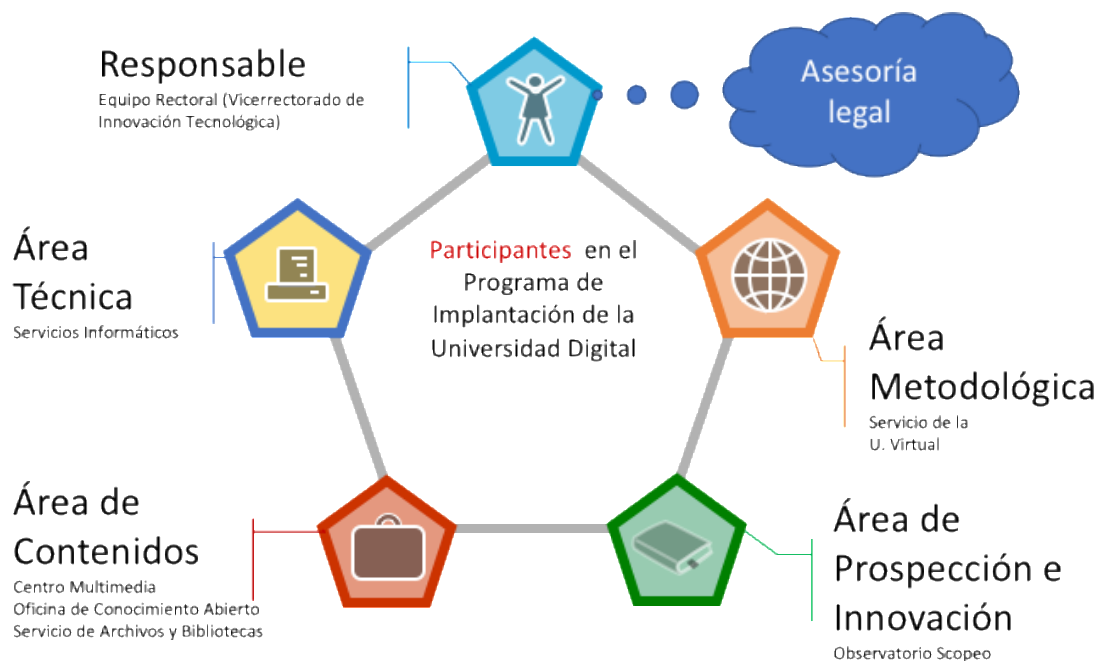 Responsable
Equipo Rectoral (Vicerrectorado de
Innovación Tecnológica)
Asesoría
legal
Área
Técnica
Servicios Informáticos
Participantes en el
Programa de
Implantación de la
Universidad Digital
Área
Metodológica
Servicio de la
U. Virtual
Área de
Contenidos
Centro Multimedia
Oficina de Conocimiento Abierto
Servicio de Archivos y Bibliotecas
Área de
Prospección e
Innovación
Observatorio Scopeo